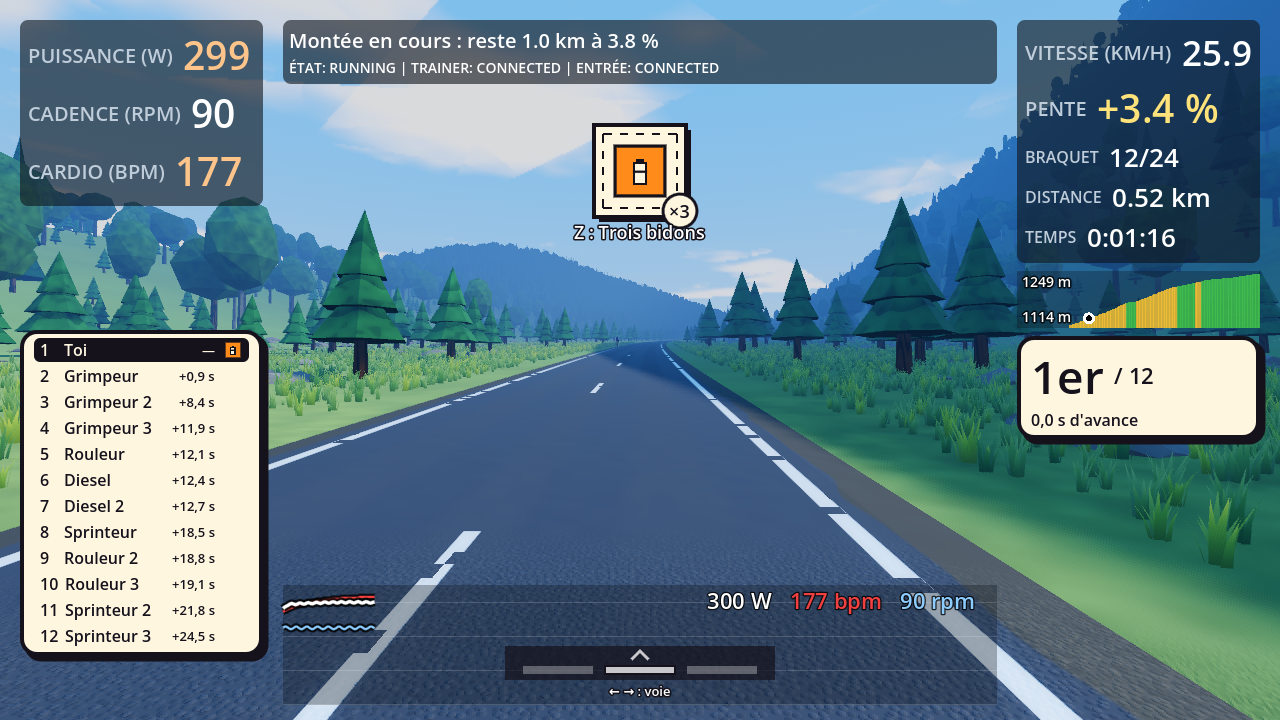 PUISSANCE (W) 299
CADENCE (RPM) 90
CARDIO (BPM) 177
Montée en cours : reste 1.0 km à 3.8 %
ÉTAT: RUNNING | TRAINER: CONNECTED | ENTRÉE: CONNECTED
VITESSE (KM/H) 25.9
PENTE +3.4 %
BRAQUET 12/24
DISTANCE 0.52 km
TEMPS 0:01:16
×3
Z : Trois bidons
1249 m
1114 m
1er / 12
0,0 s d'avance
1 Toi —
2 Grimpeur +0,9 s
3 Grimpeur 2 +8,4 s
4 Grimpeur 3 +11,9 s
5 Rouleur +12,1 s
6 Diesel +12,4 s
7 Diesel 2 +12,7 s
8 Sprinteur +18,5 s
9 Rouleur 2 +18,8 s
10 Rouleur 3 +19,1 s
11 Sprinteur 2 +21,8 s
12 Sprinteur 3 +24,5 s
300 W 177 bpm 90 rpm
← → : voie